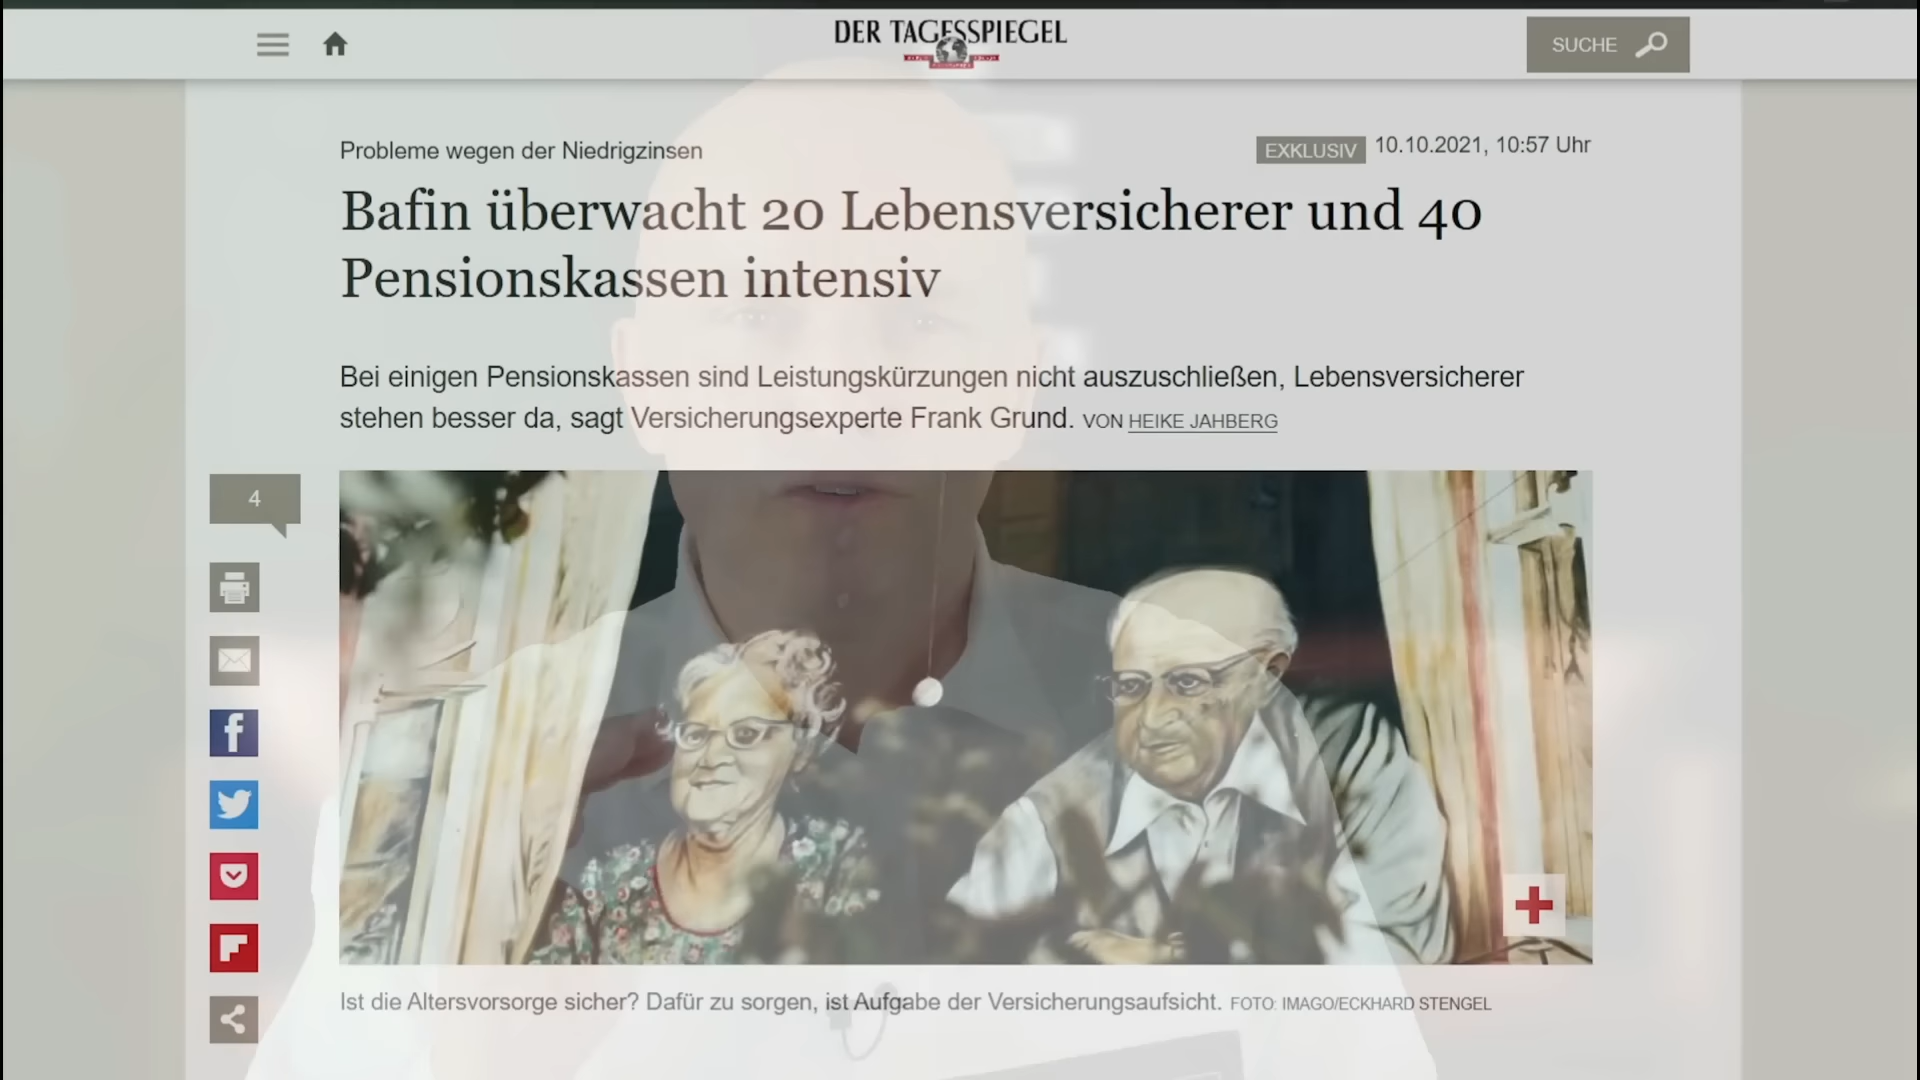 DER TAGESSPIEGEL
SUCHE
Probleme wegen der Niedrigzinsen
EXKLUSIV 10.10.2021, 10:57 Uhr
Bafin überwacht 20 Lebensversicherer und 40
Pensionskassen intensiv
Bei einigen Pensionskassen sind Leistungskürzungen nicht auszuschließen, Lebensversicherer
stehen besser da, sagt Versicherungsexperte Frank Grund. VON HEIKE JAHBERG
4
Ist die Altersvorsorge sicher? Dafür zu sorgen, ist Aufgabe der Versicherungsaufsicht. FOTO: IMAGO/ECKHARD STENGEL